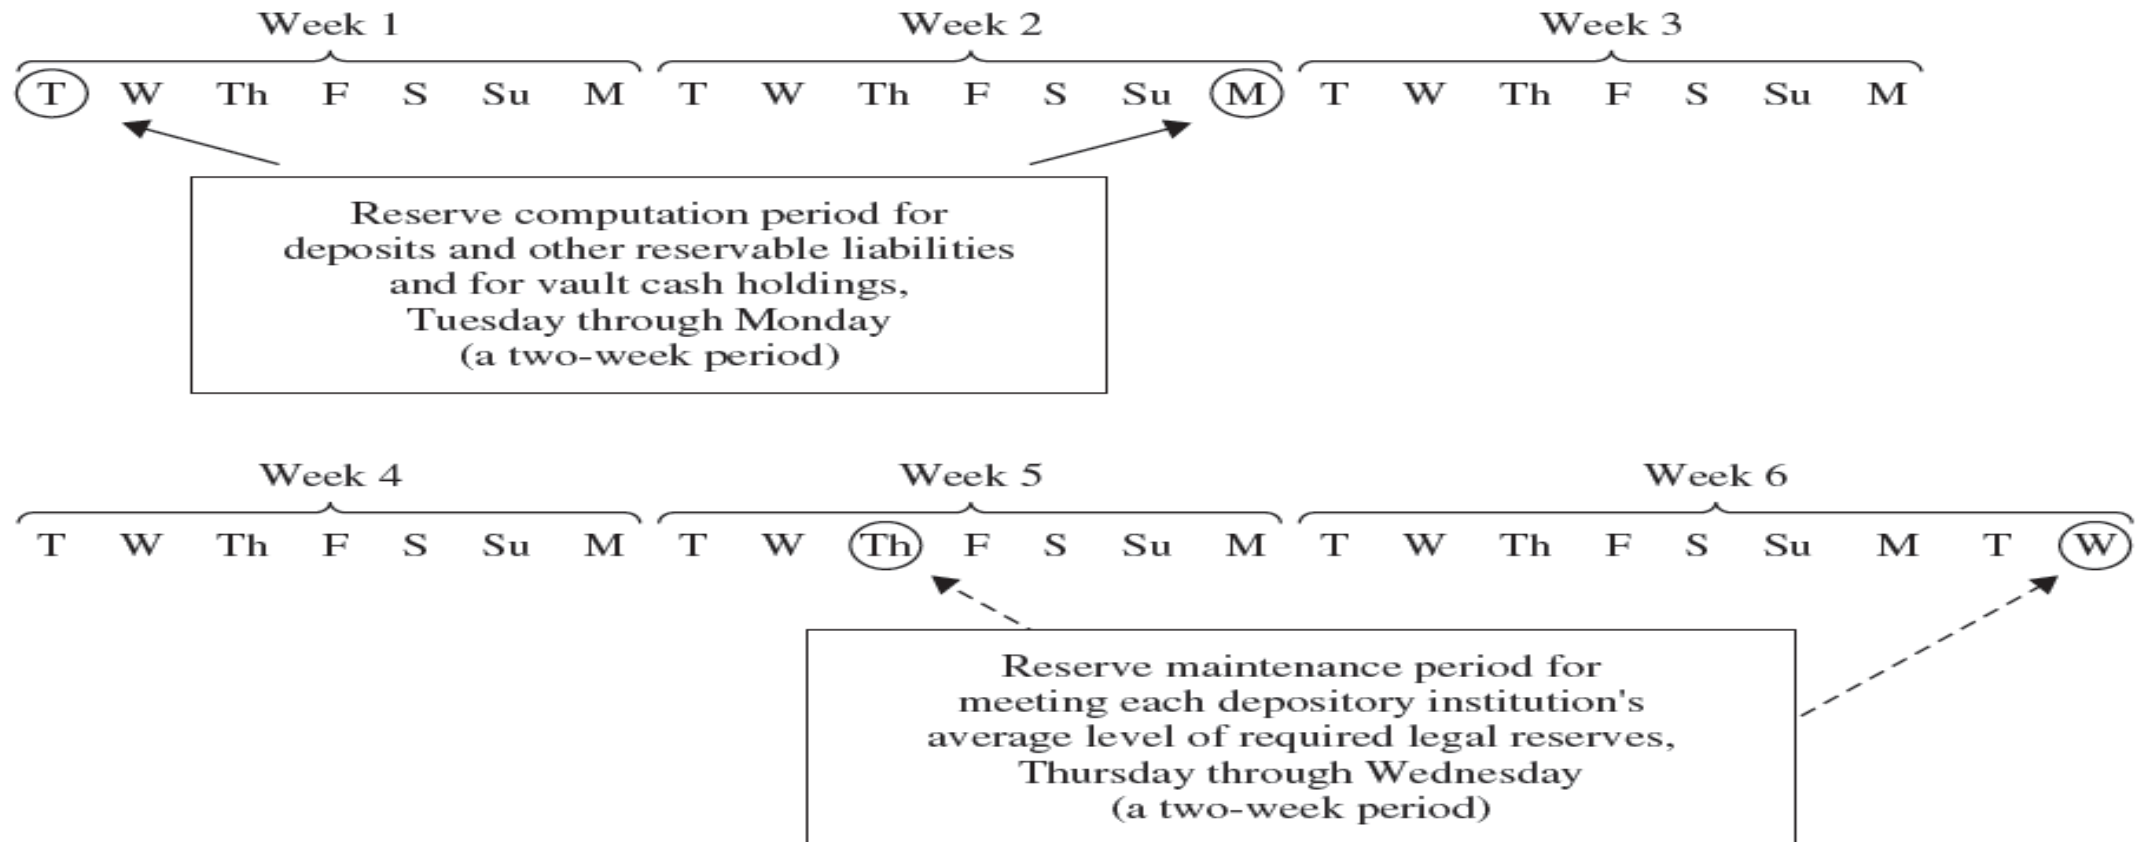 Week 1 Week 2 Week 3
T W Th F S Su M T W Th F S Su M T W Th F S Su M
Reserve computation period for
deposits and other reservable liabilities
and for vault cash holdings,
Tuesday through Monday
(a two-week period)
Week 4 Week 5 Week 6
T W Th F S Su M T W Th F S Su M T W Th F S Su M T W
Reserve maintenance period for
meeting each depository institution's
average level of required legal reserves,
Thursday through Wednesday
(a two-week period)